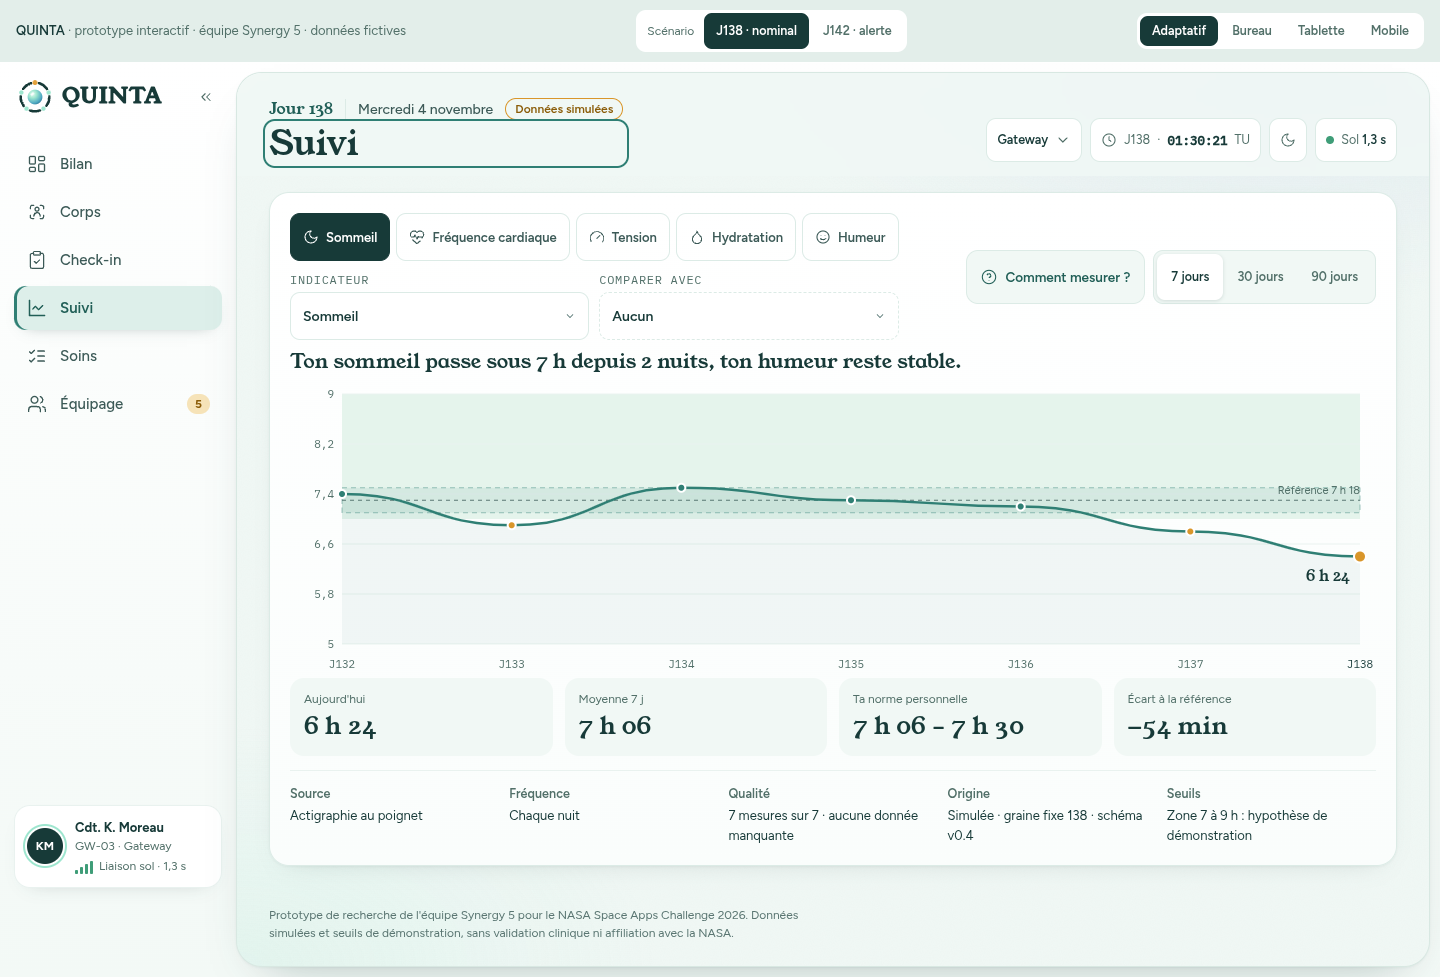 QUINTA · prototype interactif · équipe Synergy 5 · données fictives
Scénario
J138 · nominal
J142 · alerte
Adaptatif
Bureau
Tablette
Mobile
QUINTA
Bilan
Corps
Check-in
Suivi
Soins
Équipage
5
KM
Cdt. K. Moreau
GW-03 · Gateway
Liaison sol · 1,3 s
Jour 138
Mercredi 4 novembre
Données simulées
Suivi
Gateway
J138 · 01:30:21 TU
Sol 1,3 s
Sommeil
Fréquence cardiaque
Tension
Hydratation
Humeur
INDICATEUR
Sommeil
COMPARER AVEC
Aucun
Comment mesurer ?
7 jours
30 jours
90 jours
Ton sommeil passe sous 7 h depuis 2 nuits, ton humeur reste stable.
9
8,2
7,4
6,6
5,8
5
Référence 7 h 18
6 h 24
J132
J133
J134
J135
J136
J137
J138
Aujourd'hui
6 h 24
Moyenne 7 j
7 h 06
Ta norme personnelle
7 h 06 – 7 h 30
Écart à la référence
−54 min
Source
Actigraphie au poignet
Fréquence
Chaque nuit
Qualité
7 mesures sur 7 · aucune donnée
manquante
Origine
Simulée · graine fixe 138 · schéma
v0.4
Seuils
Zone 7 à 9 h : hypothèse de
démonstration
Prototype de recherche de l'équipe Synergy 5 pour le NASA Space Apps Challenge 2026. Données
simulées et seuils de démonstration, sans validation clinique ni affiliation avec la NASA.